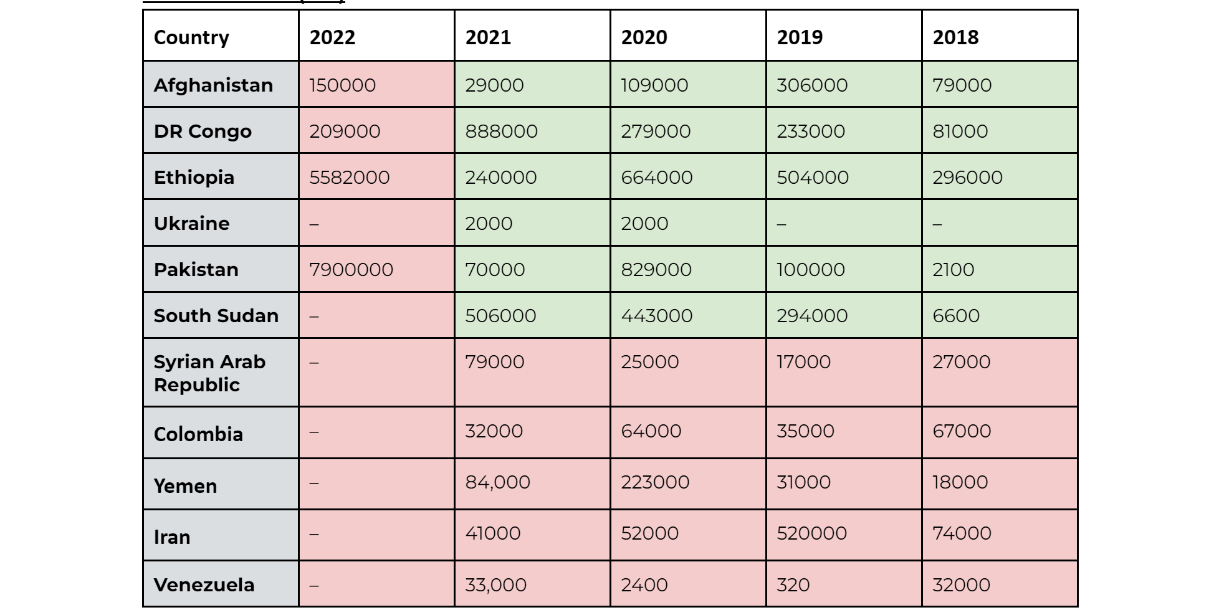 Country 2022 2021 2020 2019 2018
Afghanistan 150000 29000 109000 306000 79000
DR Congo 209000 888000 279000 233000 81000
Ethiopia 5582000 240000 664000 504000 296000
Ukraine – 2000 2000 – –
Pakistan 7900000 70000 829000 100000 2100
South Sudan – 506000 443000 294000 6600
Syrian Arab – 79000 25000 17000 27000
Republic
Colombia – 32000 64000 35000 67000
Yemen – 84,000 223000 31000 18000
Iran – 41000 52000 520000 74000
Venezuela – 33,000 2400 320 32000